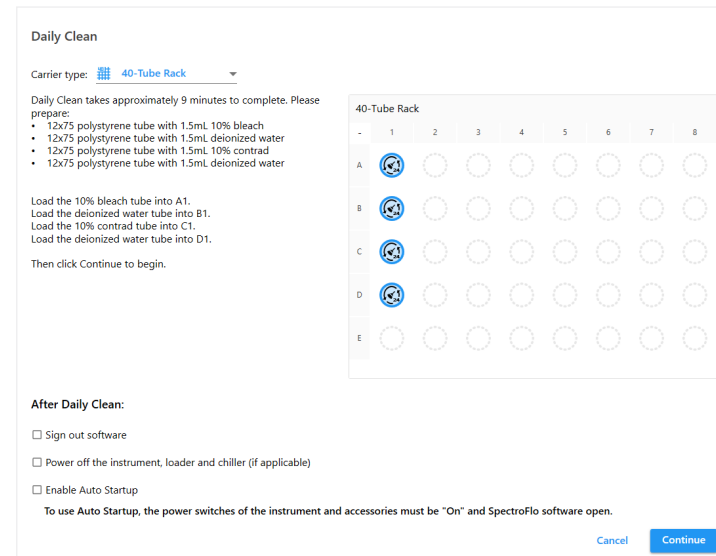 Daily Clean
Carrier type: 40-Tube Rack
Daily Clean takes approximately 9 minutes to complete. Please
prepare:
• 12x75 polystyrene tube with 1.5mL 10% bleach
• 12x75 polystyrene tube with 1.5mL deionized water
• 12x75 polystyrene tube with 1.5mL 10% contrad
• 12x75 polystyrene tube with 1.5mL deionized water
Load the 10% bleach tube into A1.
Load the deionized water tube into B1.
Load the 10% contrad tube into C1.
Load the deionized water tube into D1.
Then click Continue to begin.
40-Tube Rack
- 1 2 3 4 5 6 7 8
A 24
B 24
C 24
D 24
E
After Daily Clean:
Sign out software
Power off the instrument, loader and chiller (if applicable)
Enable Auto Startup
To use Auto Startup, the power switches of the instrument and accessories must be "On" and SpectroFlo software open.
Cancel Continue